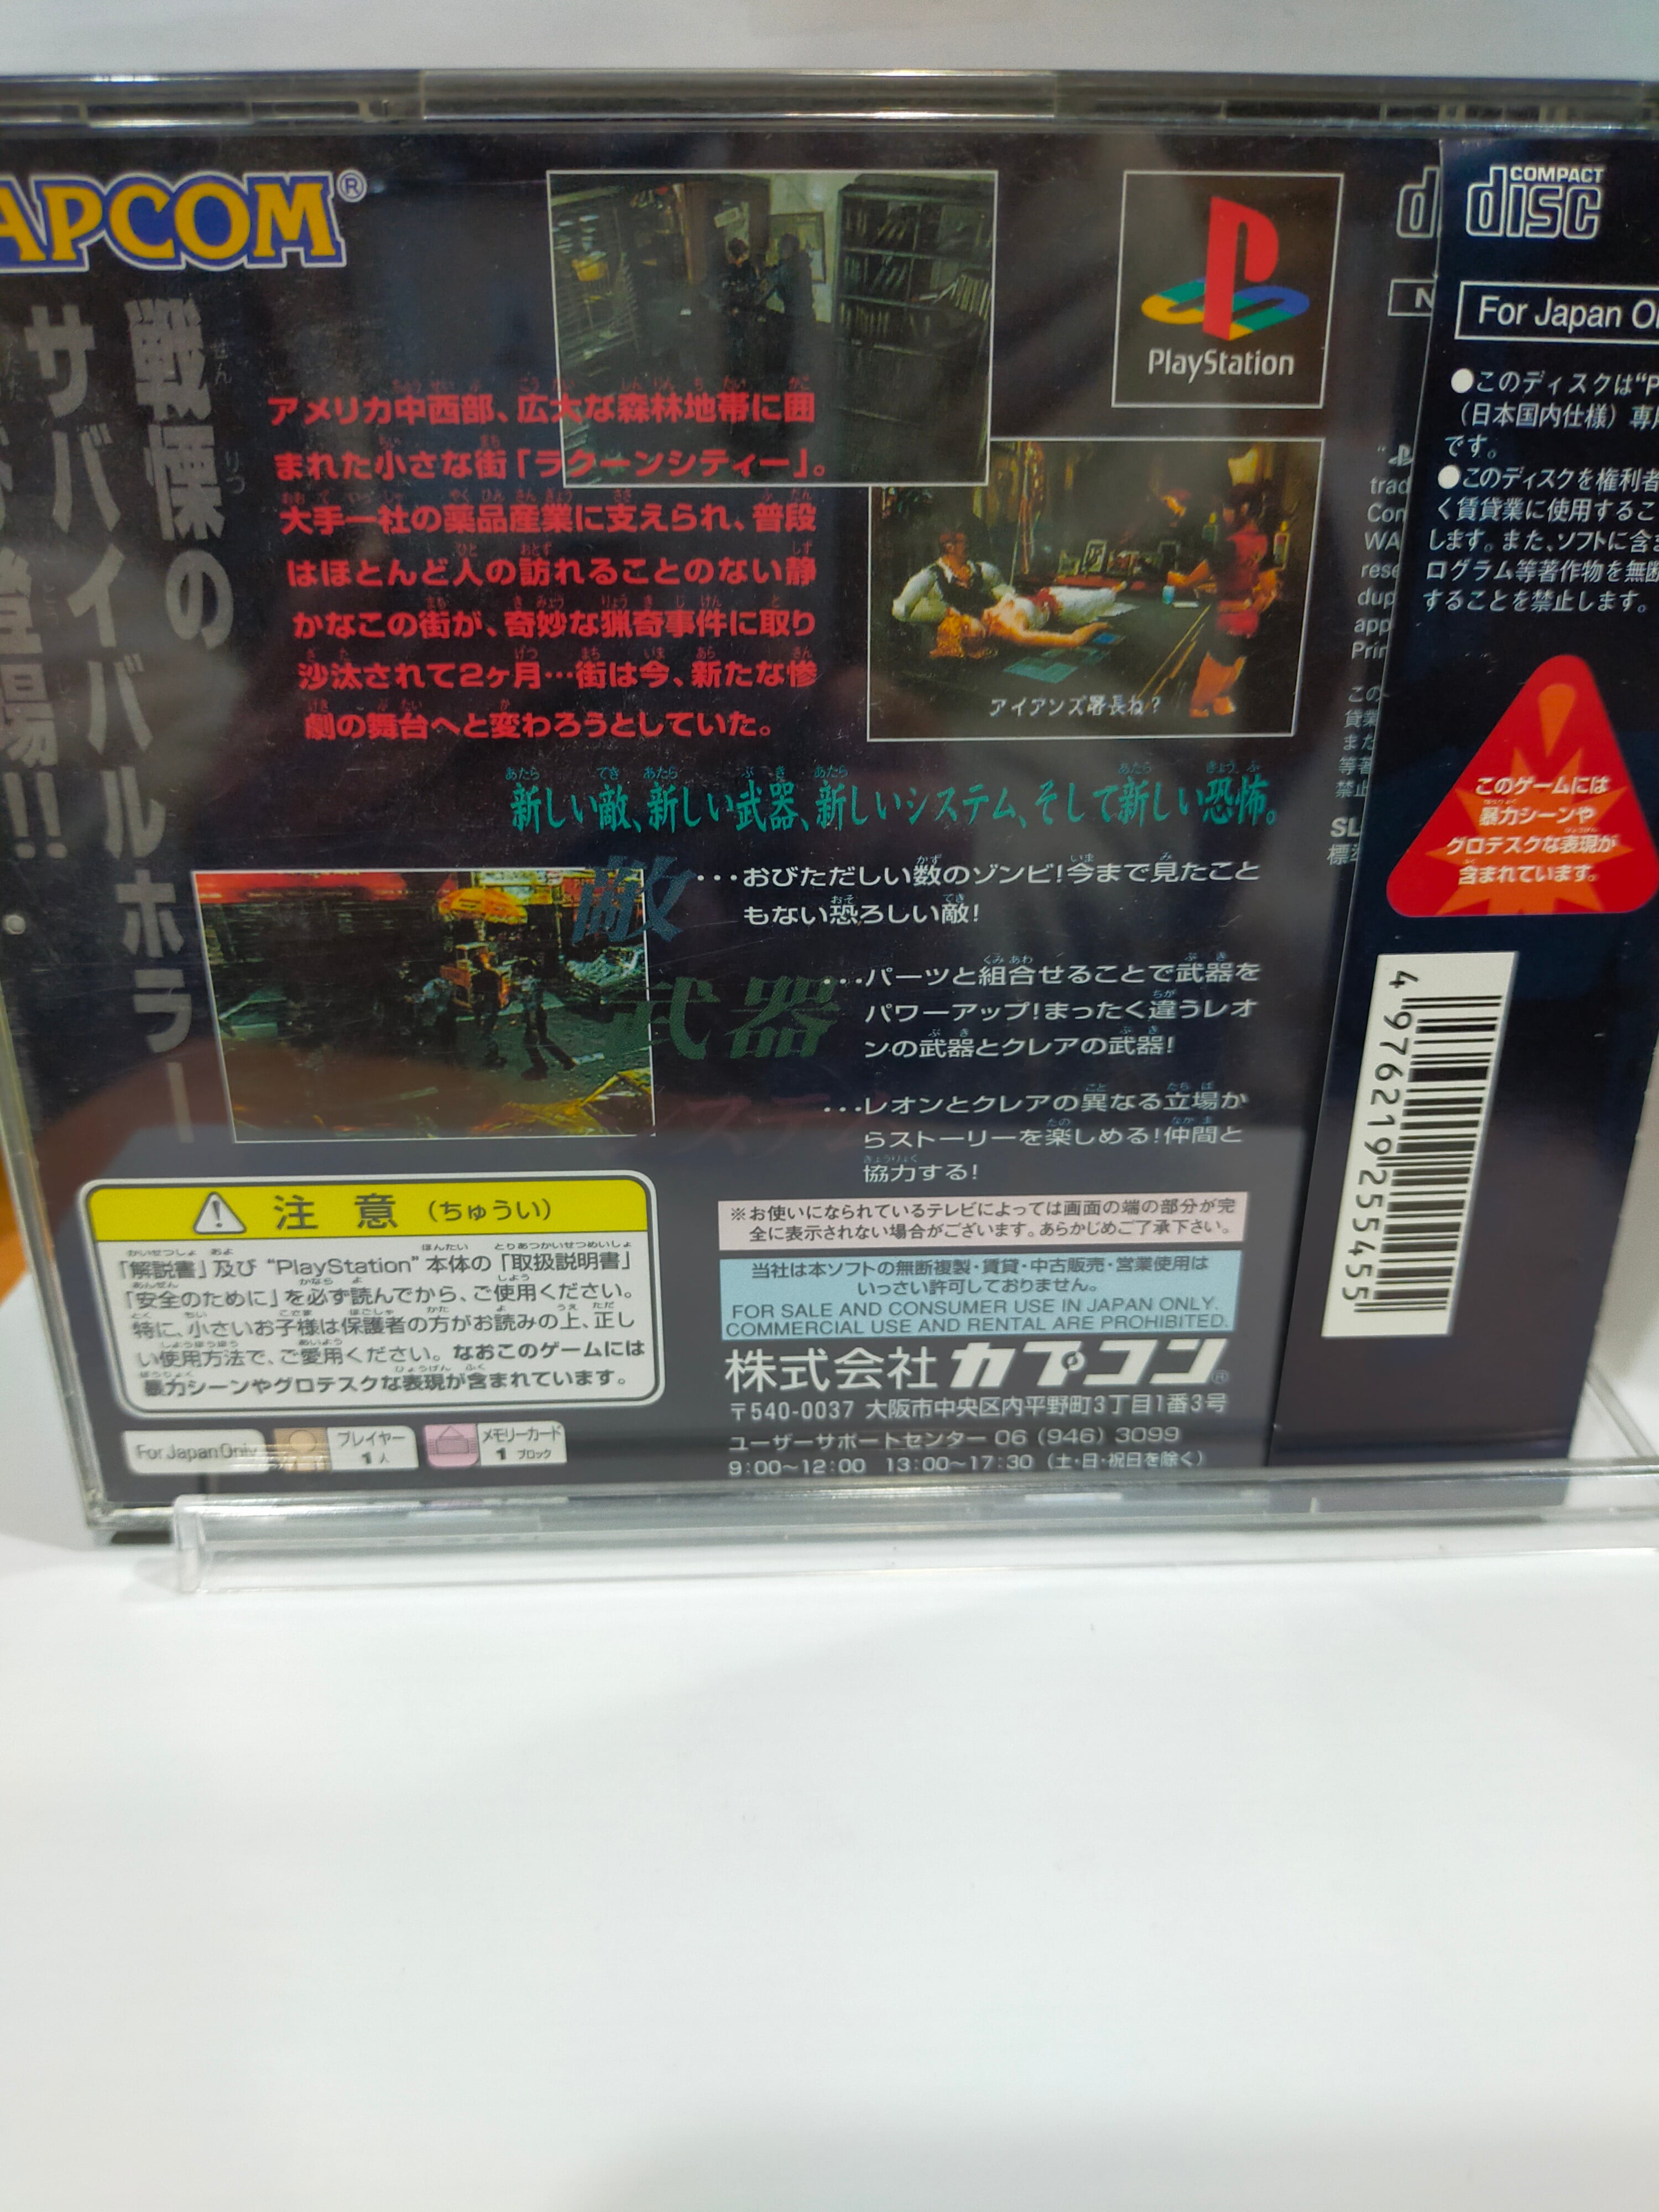 APCOM®
戦慄の
サバイバルホラー
登場!!
アメリカ中西部、広大な森林地帯に囲
まれた小さな街「ラクーンシティー」。
大手一社の薬品産業に支えられ、普段
はほとんど人の訪れることのない静
かなこの街が、奇妙な猟奇事件に取り
沙汰されて2ヶ月…街は今、新たな惨
劇の舞台へと変わろうとしていた。
PlayStation
アイアンズ署長ね？
新しい敵、新しい武器、新しいシステム、そして新しい恐怖。
敵
…おびただしい数のゾンビ!今まで見たこと
もない恐ろしい敵!
武器
…パーツと組合せることで武器を
パワーアップ!まったく違うレオ
ンの武器とクレアの武器!
システム
…レオンとクレアの異なる立場か
らストーリーを楽しめる!仲間と
協力する!
注意（ちゅうい）
「解説書」及び“PlayStation”本体の「取扱説明書」
「安全のために」を必ず読んでから、ご使用ください。
特に、小さいお子様は保護者の方がお読みの上、正し
い使用方法で、ご愛用ください。なおこのゲームには
暴力シーンやグロテスクな表現が含まれています。
For Japan Only
プレイヤー
1人
メモリーカード
1 ブロック
※お使いになられているテレビによっては画面の端の部分が完
全に表示されない場合がございます。あらかじめご了承下さい。
当社は本ソフトの無断複製・賃貸・中古販売・営業使用は
いっさい許可しておりません。
FOR SALE AND CONSUMER USE IN JAPAN ONLY.
COMMERCIAL USE AND RENTAL ARE PROHIBITED.
株式会社カプコン®
〒540-0037 大阪市中央区内平野町3丁目1番3号
ユーザーサポートセンター 06（946）3099
9:00〜12:00 13:00〜17:30（土・日・祝日を除く）
trad
Con
WA
rese
dup
app
Prin
この
貸業
また
等著
禁止
SL
COMPACT
disc
For Japan O
●このディスクは“P
（日本国内仕様）専用
です。
●このディスクを権利者
く賃貸業に使用するこ
します。また、ソフトに含ま
ログラム等著作物を無断
することを禁止します。
このゲームには
暴力シーンや
グロテスクな表現が
含まれています。
4 976219 255455